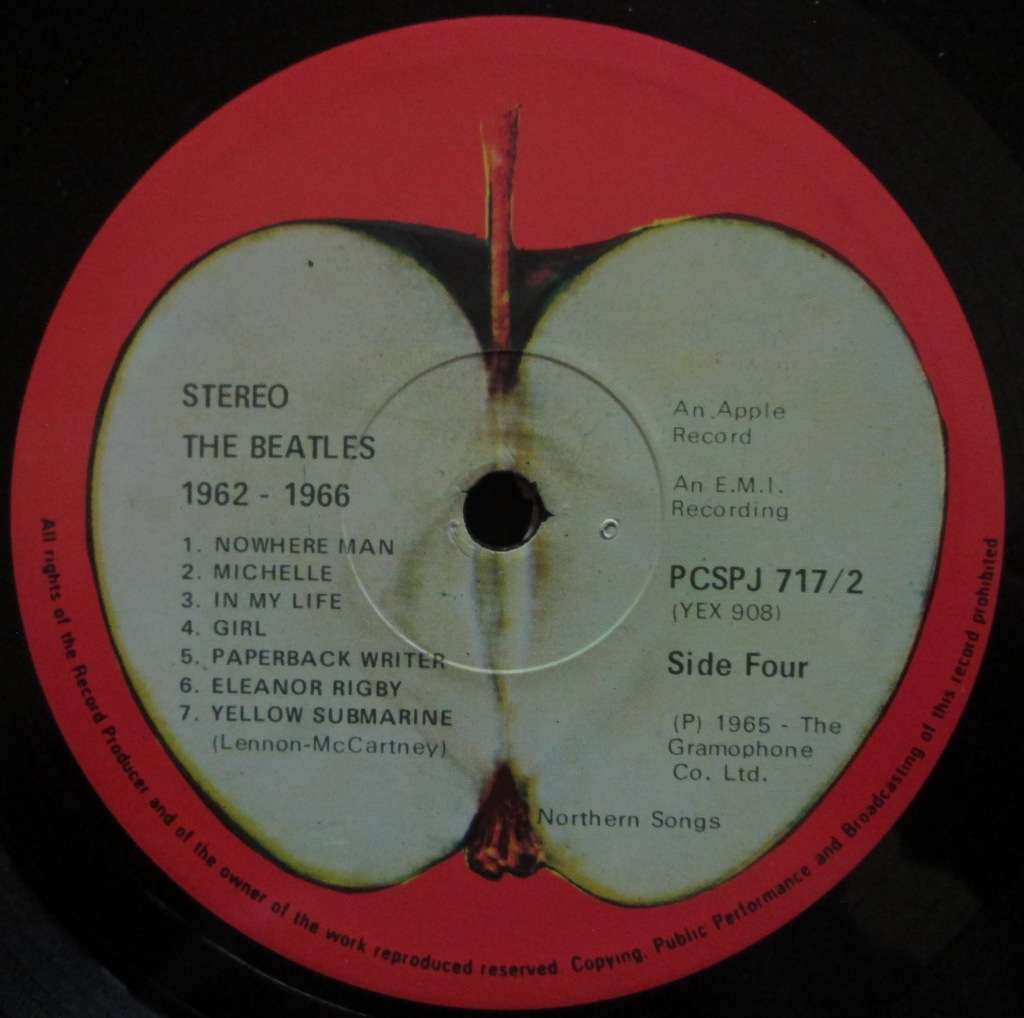 STEREO
THE BEATLES
1962 - 1966
1. NOWHERE MAN
2. MICHELLE
3. IN MY LIFE
4. GIRL
5. PAPERBACK WRITER
6. ELEANOR RIGBY
7. YELLOW SUBMARINE
(Lennon-McCartney)
An Apple
Record
An E.M.I.
Recording
PCSPJ 717/2
(YEX 908)
Side Four
(P) 1965 - The
Gramophone
Co. Ltd.
Northern Songs
All rights of the Record Producer and of the owner of the work reproduced reserved. Copying, Public Performance and Broadcasting of this record prohibited